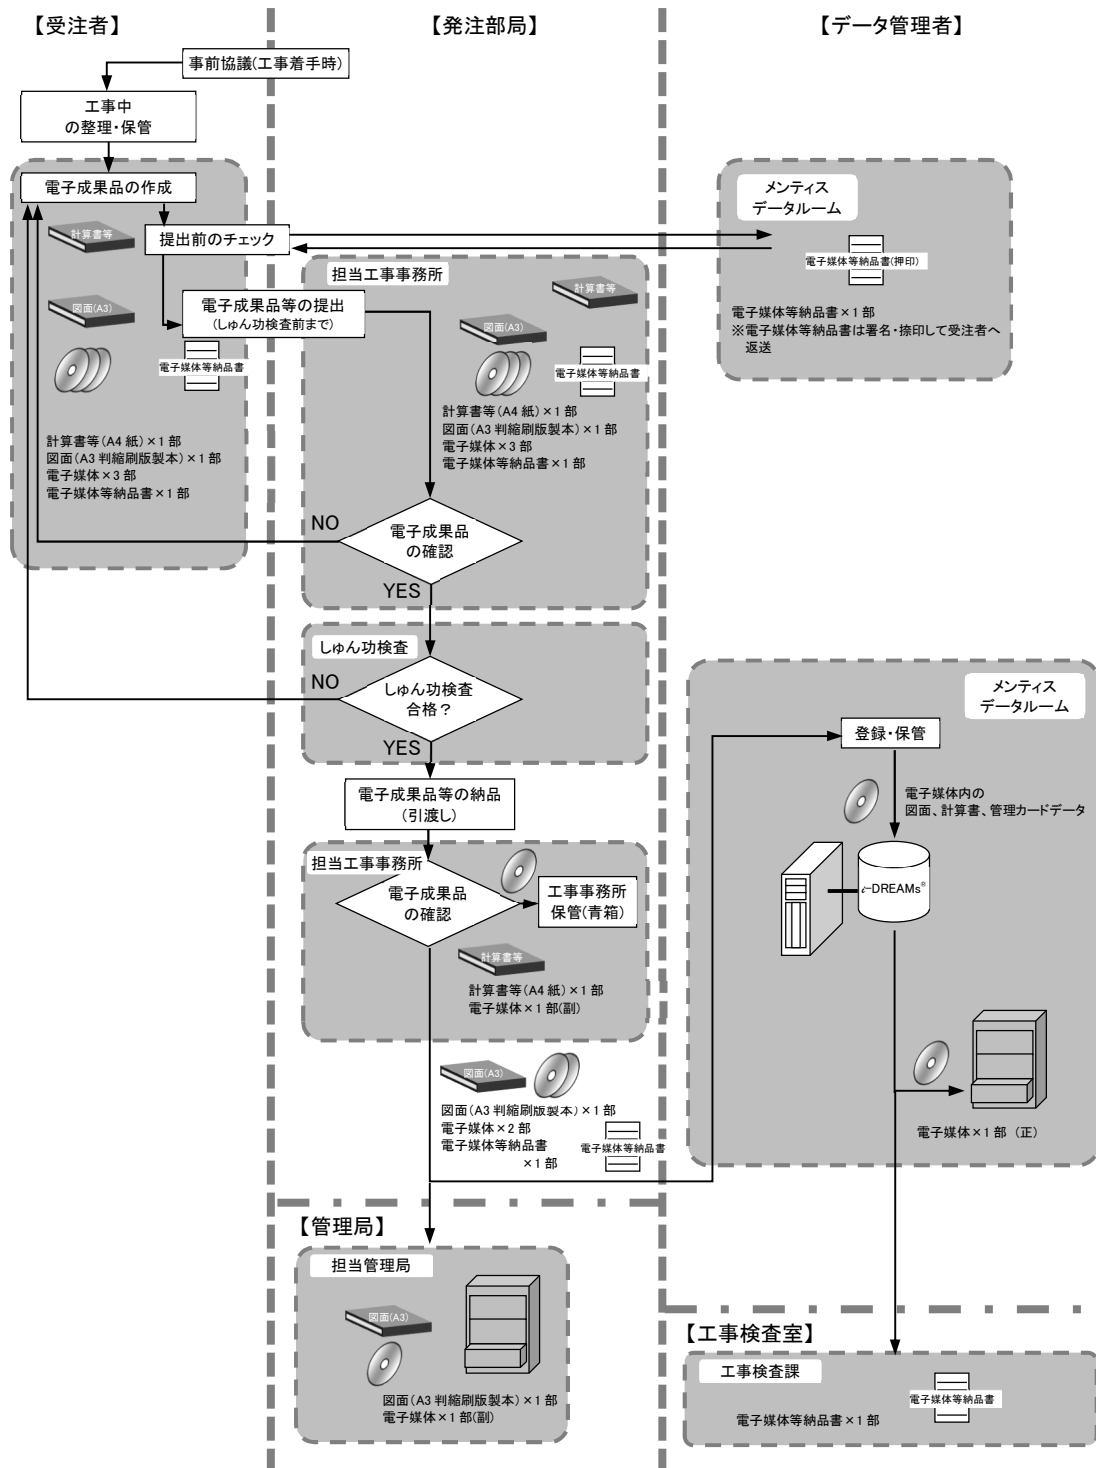 【受注者】
【発注部局】
【データ管理者】
事前協議(工事着手時)
工事中
の整理・保管
電子成果品の作成
計算書等
提出前のチェック
図面(A3)
電子成果品等の提出
(しゅん功検査前まで)
電子媒体等納品書
計算書等(A4 紙)×1 部
図面(A3 判縮刷版製本)×1 部
電子媒体×3 部
電子媒体等納品書×1 部
担当工事事務所
計算書等
図面(A3)
電子媒体等納品書
計算書等(A4 紙)×1 部
図面(A3 判縮刷版製本)×1 部
電子媒体×3 部
電子媒体等納品書×1 部
NO
電子成果品
の確認
YES
メンティス
データルーム
電子媒体等納品書(押印)
電子媒体等納品書×1 部
※電子媒体等納品書は署名・捺印して受注者へ
返送
しゅん功検査
NO
しゅん功検査
合格?
YES
電子成果品等の納品
(引渡し)
担当工事事務所
電子成果品
の確認
工事事務所
保管(青箱)
計算書等
計算書等(A4 紙)×1 部
電子媒体×1 部(副)
図面(A3)
図面(A3 判縮刷版製本)×1 部
電子媒体×2 部
電子媒体等納品書
×1 部
電子媒体等納品書
メンティス
データルーム
登録・保管
電子媒体内の
図面、計算書、管理カードデータ
i-DREAMs®
電子媒体×1 部 (正)
【管理局】
担当管理局
図面(A3)
図面(A3 判縮刷版製本)×1 部
電子媒体×1 部(副)
【工事検査室】
工事検査課
電子媒体等納品書
電子媒体等納品書×1 部